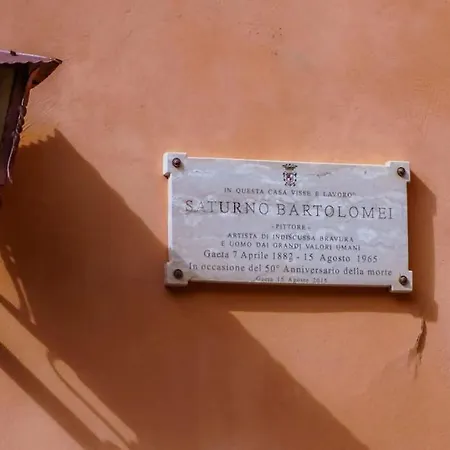 IN QUESTA CASA VISSE E LAVORO'
SATURNO BARTOLOMEI
- PITTORE -
ARTISTA DI INDISCUSSA BRAVURA
E UOMO DAI GRANDI VALORI UMANI
Gaeta 7 Aprile 1882 - 15 Agosto 1965
In occasione del 50° Anniversario della morte
Gaeta 15 Agosto 2015